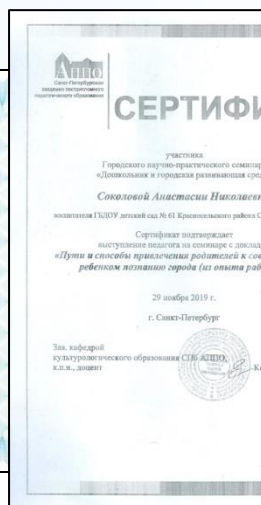 АППО
Санкт-Петербургская
академия постдипломного
педагогического образования
СЕРТИФИ
участника
Городского научно-практического семинар
«Дошкольник и городская развивающая сред
Соколовой Анастасии Николаев
воспитателя ГБДОУ детский сад № 61 Красносельского района С
Сертификат подтверждает
выступление педагога на семинаре с доклад
«Пути и способы привлечения родителей к со
ребенком познанию города (из опыта раб
29 ноября 2019 г.
г. Санкт-Петербург
Зав. кафедрой
культурологического образования СПб АППО,
к.п.н., доцент